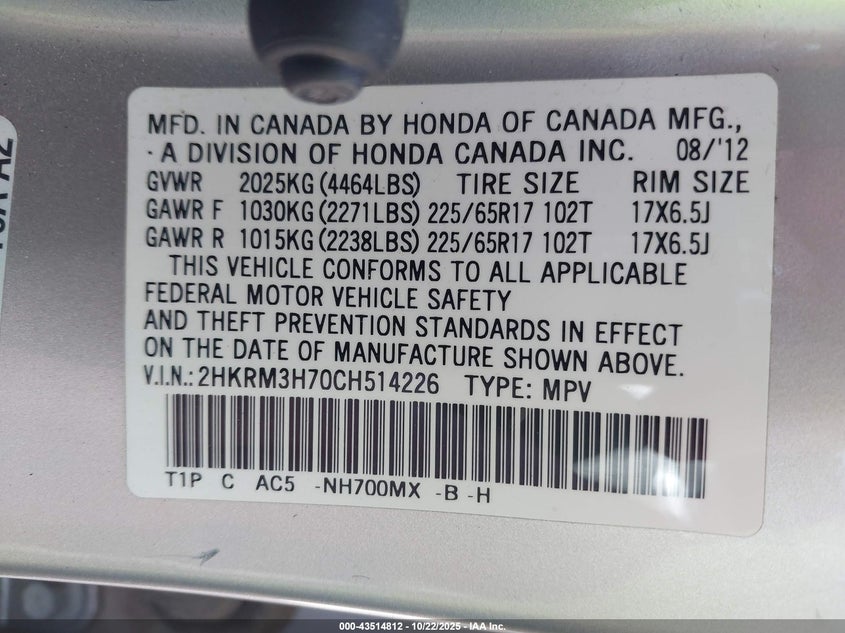 MFD. IN CANADA BY HONDA OF CANADA MFG.,
·A DIVISION OF HONDA CANADA INC. 08/'12
GVWR 2025KG(4464LBS) TIRE SIZE RIM SIZE
GAWR F 1030KG(2271LBS) 225/65R17 102T 17X6.5J
GAWR R 1015KG(2238LBS) 225/65R17 102T 17X6.5J
THIS VEHICLE CONFORMS TO ALL APPLICABLE
FEDERAL MOTOR VEHICLE SAFETY
AND THEFT PREVENTION STANDARDS IN EFFECT
ON THE DATE OF MANUFACTURE SHOWN ABOVE.
V.I.N.:2HKRM3H70CH514226 TYPE: MPV
T1P C AC5 -NH700MX -B -H
000-43514812 - 10/22/2025 - IAA Inc.